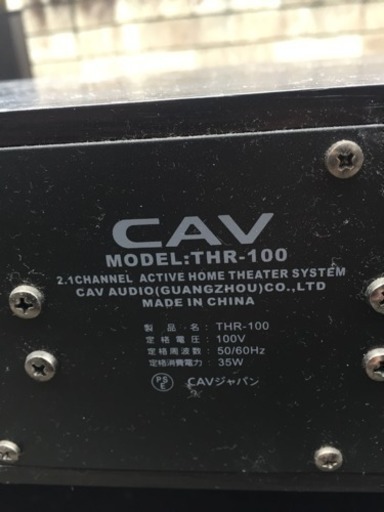 CAV
MODEL:THR-100
2.1CHANNEL ACTIVE HOME THEATER SYSTEM
CAV AUDIO(GUANGZHOU)CO.,LTD
MADE IN CHINA
製品名: THR-100
定格電圧: 100V
定格周波数: 50/60Hz
定格消費電力: 35W
PSE CAVジャパン